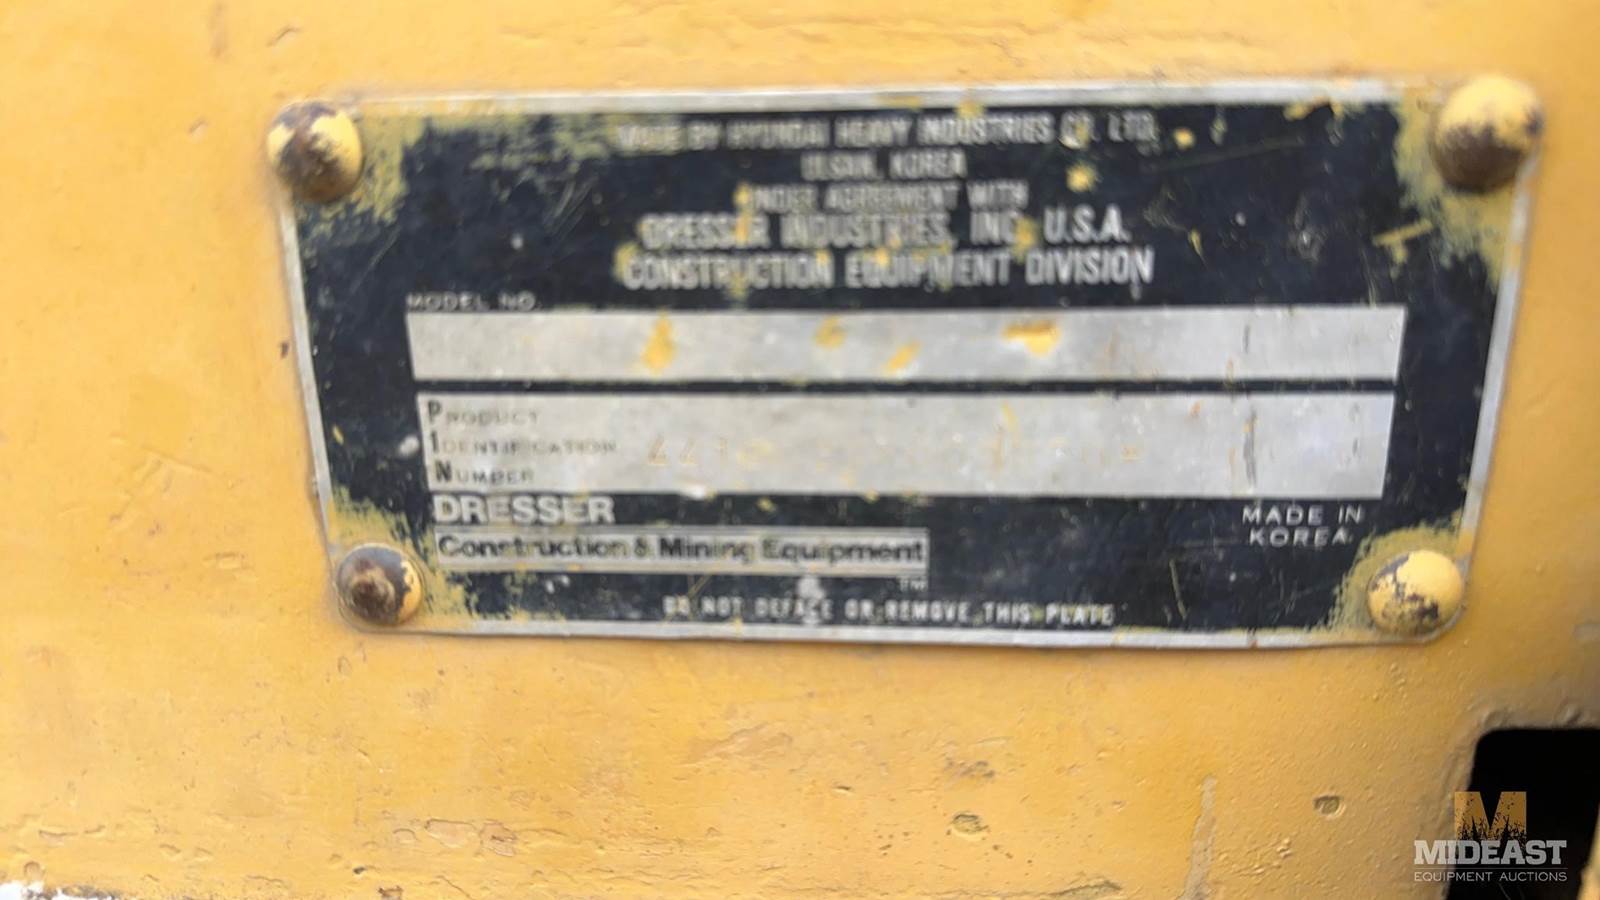 MADE BY HYUNDAI HEAVY INDUSTRIES CO. LTD.
ULSAN, KOREA
UNDER AGREEMENT WITH
DRESSER INDUSTRIES, INC. U.S.A.
CONSTRUCTION EQUIPMENT DIVISION
MODEL NO.
PRODUCT
IDENTIFICATION
NUMBER
DRESSER
Construction & Mining Equipment
TM
MADE IN
KOREA
DO NOT DEFACE OR REMOVE THIS PLATE
M
MIDEAST
EQUIPMENT AUCTIONS